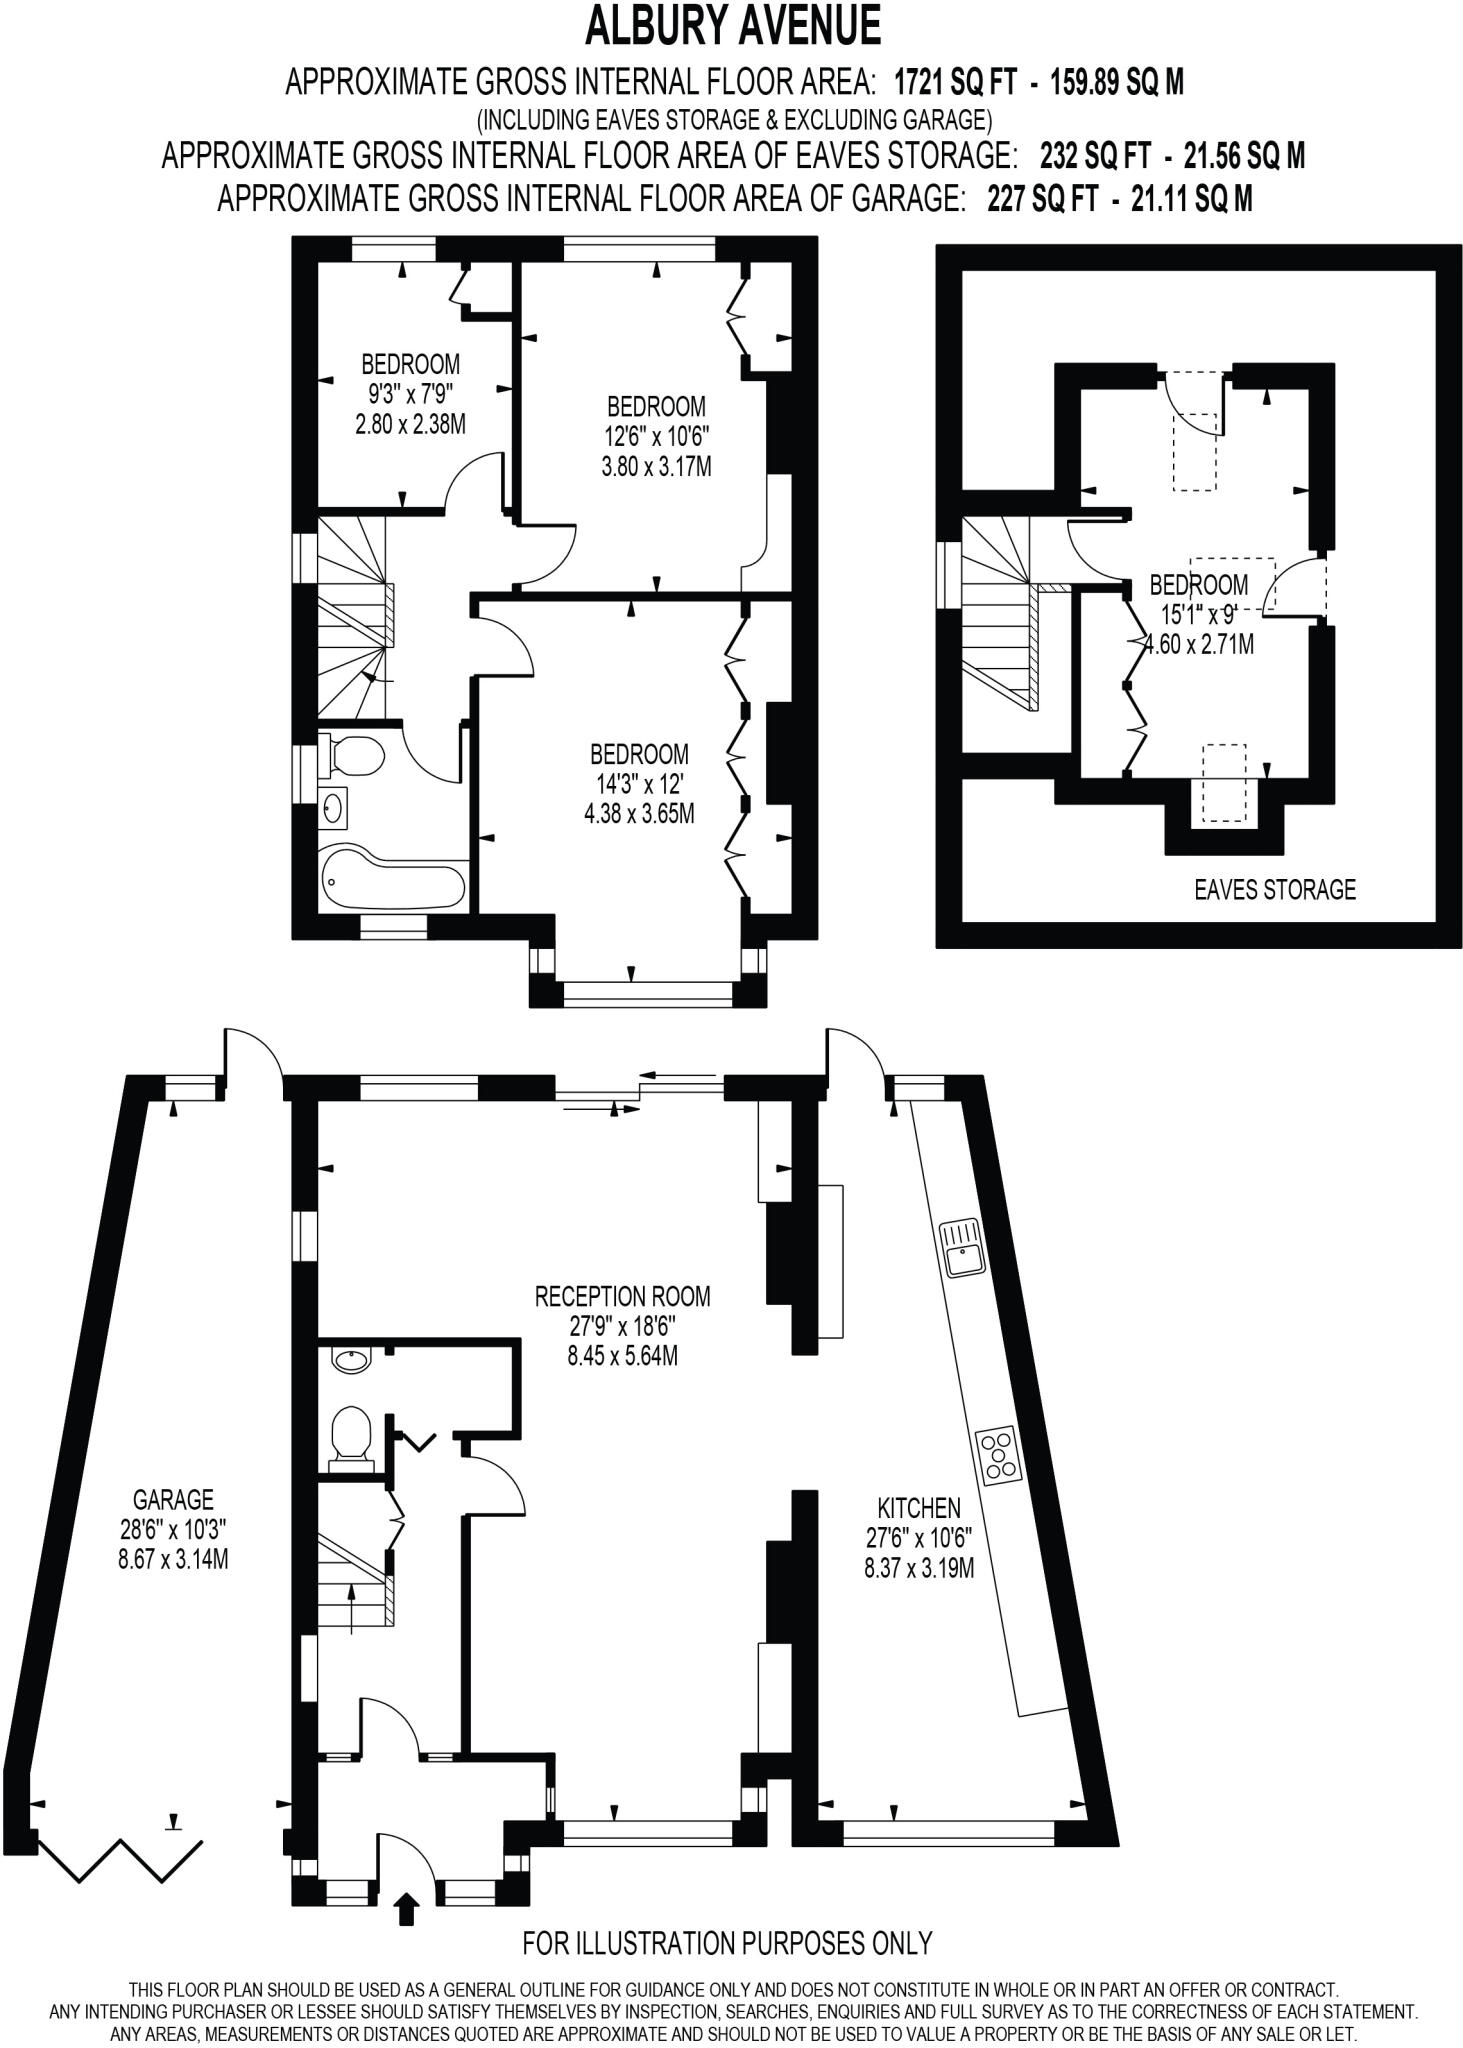 ALBURY AVENUE
APPROXIMATE GROSS INTERNAL FLOOR AREA: 1721 SQ FT - 159.89 SQ M
(INCLUDING EAVES STORAGE & EXCLUDING GARAGE)
APPROXIMATE GROSS INTERNAL FLOOR AREA OF EAVES STORAGE: 232 SQ FT - 21.56 SQ M
APPROXIMATE GROSS INTERNAL FLOOR AREA OF GARAGE: 227 SQ FT - 21.11 SQ M
BEDROOM
9'3" x 7'9"
2.80 x 2.38M
BEDROOM
12'6" x 10'6"
3.80 x 3.17M
BEDROOM
14'3" x 12'
4.38 x 3.65M
BEDROOM
15'1" x 9'
4.60 x 2.71M
EAVES STORAGE
RECEPTION ROOM
27'9" x 18'6"
8.45 x 5.64M
GARAGE
28'6" x 10'3"
8.67 x 3.14M
KITCHEN
27'6" x 10'6"
8.37 x 3.19M
FOR ILLUSTRATION PURPOSES ONLY
THIS FLOOR PLAN SHOULD BE USED AS A GENERAL OUTLINE FOR GUIDANCE ONLY AND DOES NOT CONSTITUTE IN WHOLE OR IN PART AN OFFER OR CONTRACT.
ANY INTENDING PURCHASER OR LESSEE SHOULD SATISFY THEMSELVES BY INSPECTION, SEARCHES, ENQUIRIES AND FULL SURVEY AS TO THE CORRECTNESS OF EACH STATEMENT.
ANY AREAS, MEASUREMENTS OR DISTANCES QUOTED ARE APPROXIMATE AND SHOULD NOT BE USED TO VALUE A PROPERTY OR BE THE BASIS OF ANY SALE OR LET.